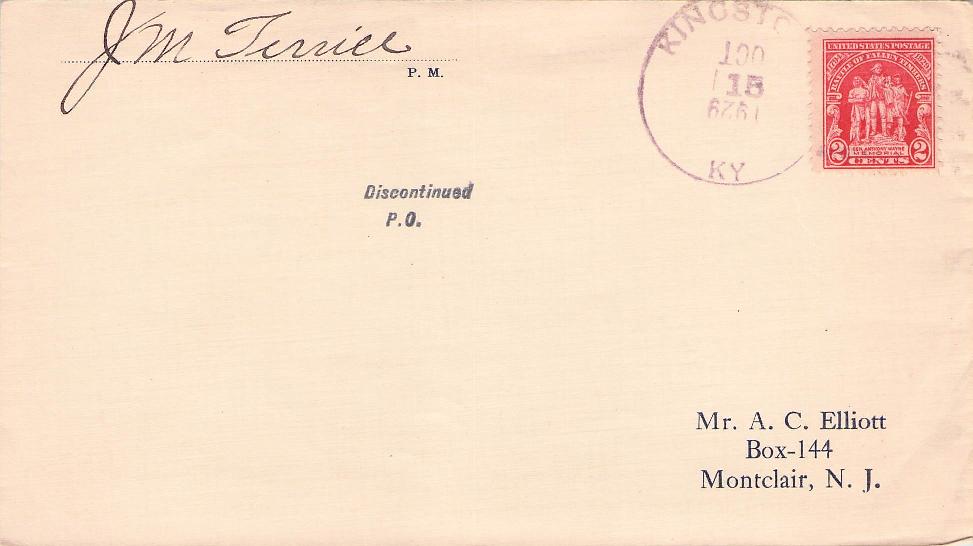 J M Terrill
P. M.
KINGSTO
OCT
15
1929
KY
UNITED STATES POSTAGE
BATTLE OF FALLEN TIMBERS
GEN. ANTHONY WAYNE
MEMORIAL
2 CENTS 2
Discontinued
P.O.
Mr. A. C. Elliott
Box-144
Montclair, N. J.